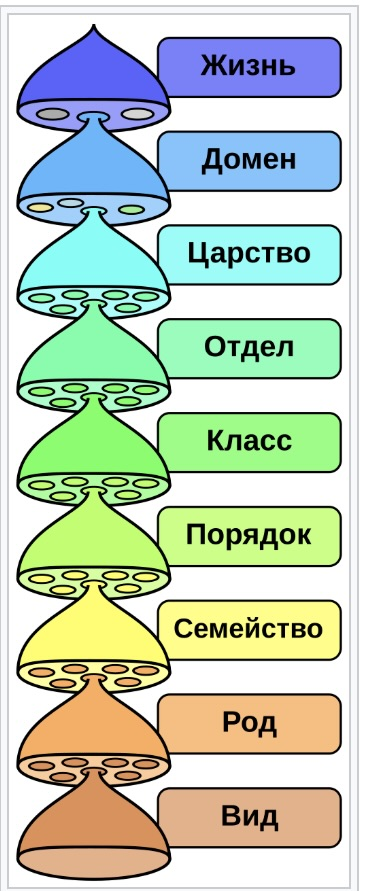 Жизнь
Домен
Царство
Отдел
Класс
Порядок
Семейство
Род
Вид